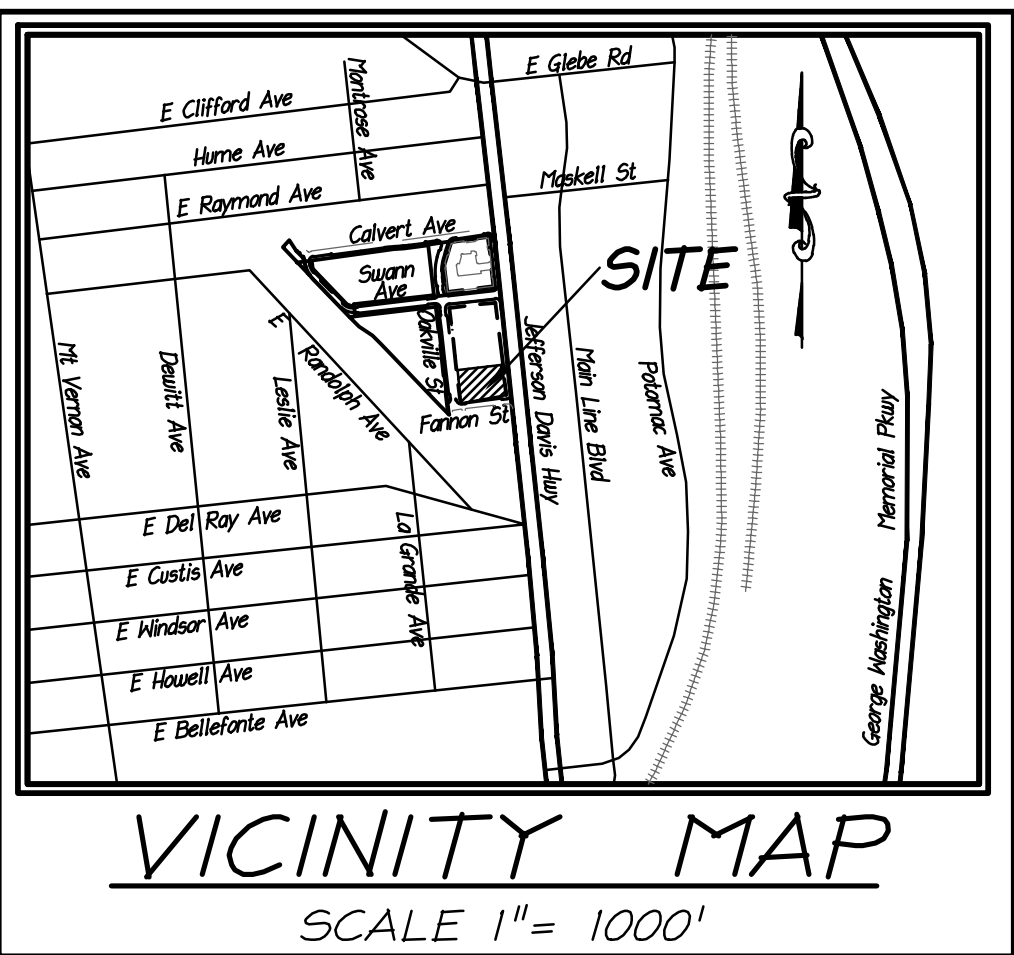 E Glebe Rd
E Clifford Ave
Montrose Ave
Hume Ave
Maskell St
E Raymond Ave
Calvert Ave
SITE
Swann
Ave
Oakville St
E Randolph Ave
Jefferson Davis Hwy
Mt Vernon Ave
Dewitt Ave
Leslie Ave
Main Line Blvd
Potomac Ave
Fannon St
George Washington Memorial Pkwy
E Del Ray Ave
La Grande Ave
E Custis Ave
E Windsor Ave
E Howell Ave
E Bellefonte Ave
VICINITY MAP
SCALE 1"= 1000'